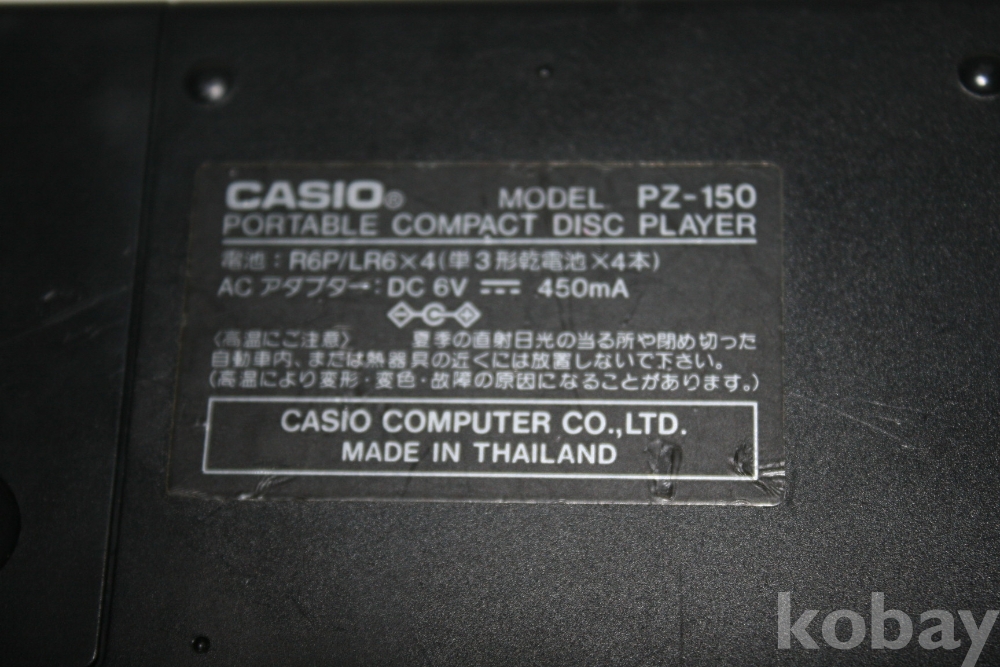 CASIO® MODEL PZ-150
PORTABLE COMPACT DISC PLAYER
電池：R6P/LR6×4(単3形乾電池×4本)
ACアダプター：DC 6V ⎓ 450mA
〈高温にご注意〉 夏季の直射日光の当る所や閉め切った
自動車内、または熱器具の近くには放置しないで下さい。
(高温により変形・変色・故障の原因になることがあります。)
CASIO COMPUTER CO.,LTD.
MADE IN THAILAND
kobay